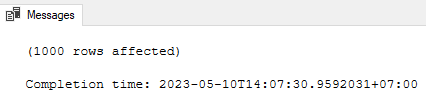 Messages
(1000 rows affected)
Completion time: 2023-05-10T14:07:30.9592031+07:00